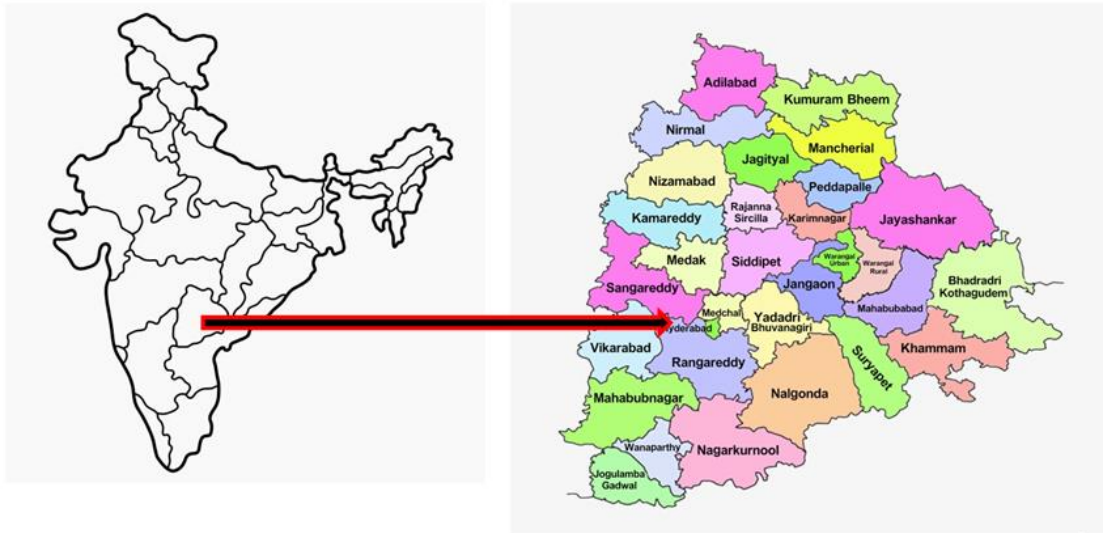 Adilabad
Kumuram Bheem
Nirmal
Mancherial
Jagityal
Nizamabad
Peddapalle
Rajanna
Sircilla
Kamareddy
Karimnagar
Jayashankar
Medak
Siddipet
Warangal
Urban
Warangal
Rural
Sangareddy
Jangaon
Bhadradri
Kothagudem
Mahabubabad
Medchal
Yadadri
Bhuvanagiri
yderabad
Vikarabad
Rangareddy
Suryapet
Khammam
Mahabubnagar
Nalgonda
Wanaparthy
Nagarkurnool
Jogulamba
Gadwal